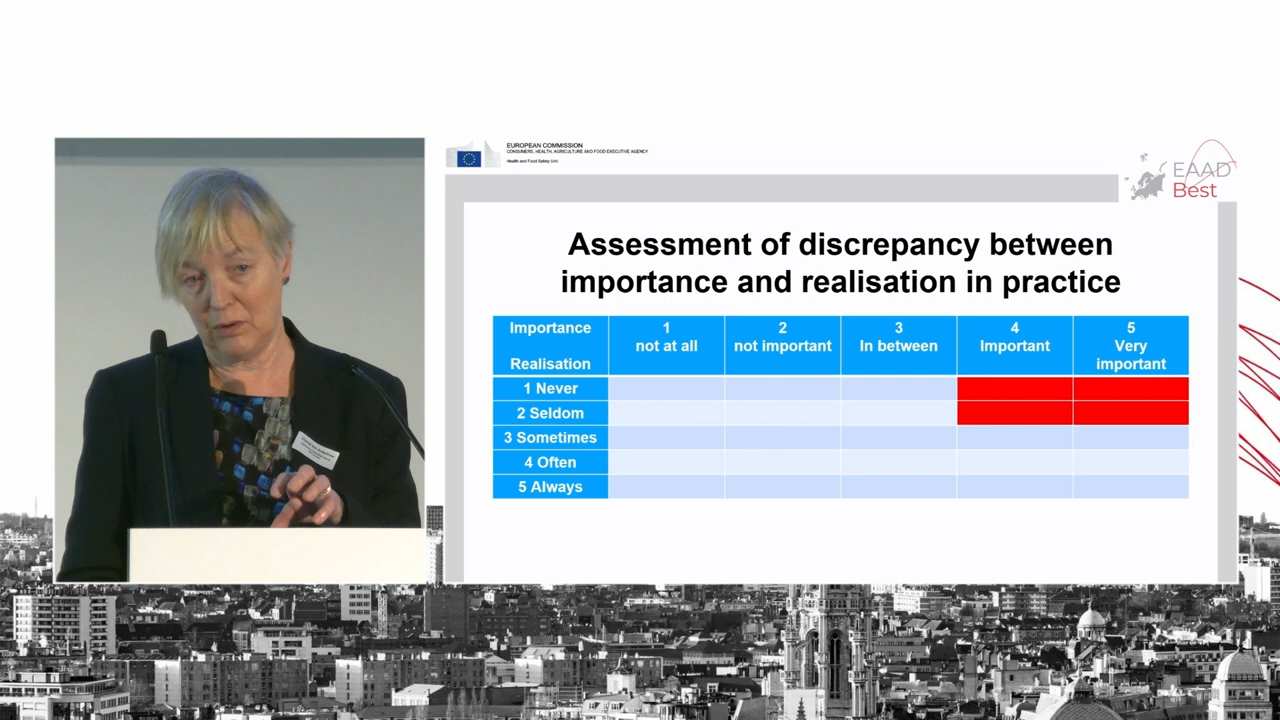 EUROPEAN COMMISSION
CONSUMERS, HEALTH, AGRICULTURE AND FOOD EXECUTIVE AGENCY
Health and Food Safety Unit
EAAD
Best
Assessment of discrepancy between
importance and realisation in practice
Importance
Realisation
1
not at all
2
not important
3
In between
4
Important
5
Very
important
1 Never
2 Seldom
3 Sometimes
4 Often
5 Always